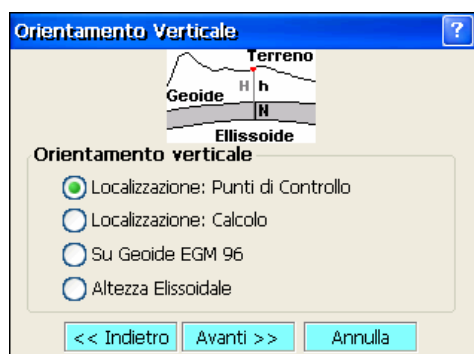 Orientamento Verticale ?
Terreno
H h
Geoide
N
Ellissoide
Orientamento verticale
Localizzazione: Punti di Controllo
Localizzazione: Calcolo
Su Geoide EGM 96
Altezza Elissoidale
<< Indietro Avanti >> Annulla